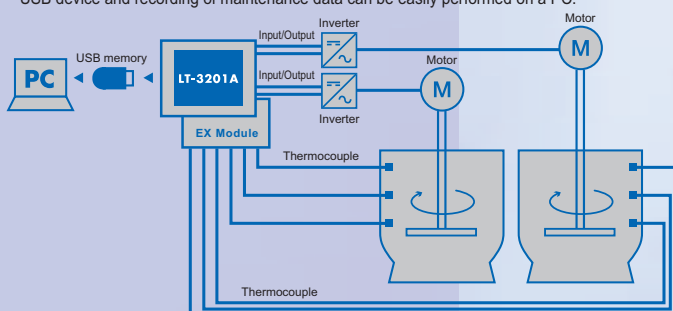 USB device and recording of maintenance data can be easily performed on a PC.
Inverter
Motor
Input/Output
USB memory
Motor
PC
LT-3201A
Input/Output
M
M
Inverter
EX Module
Thermocouple
Thermocouple